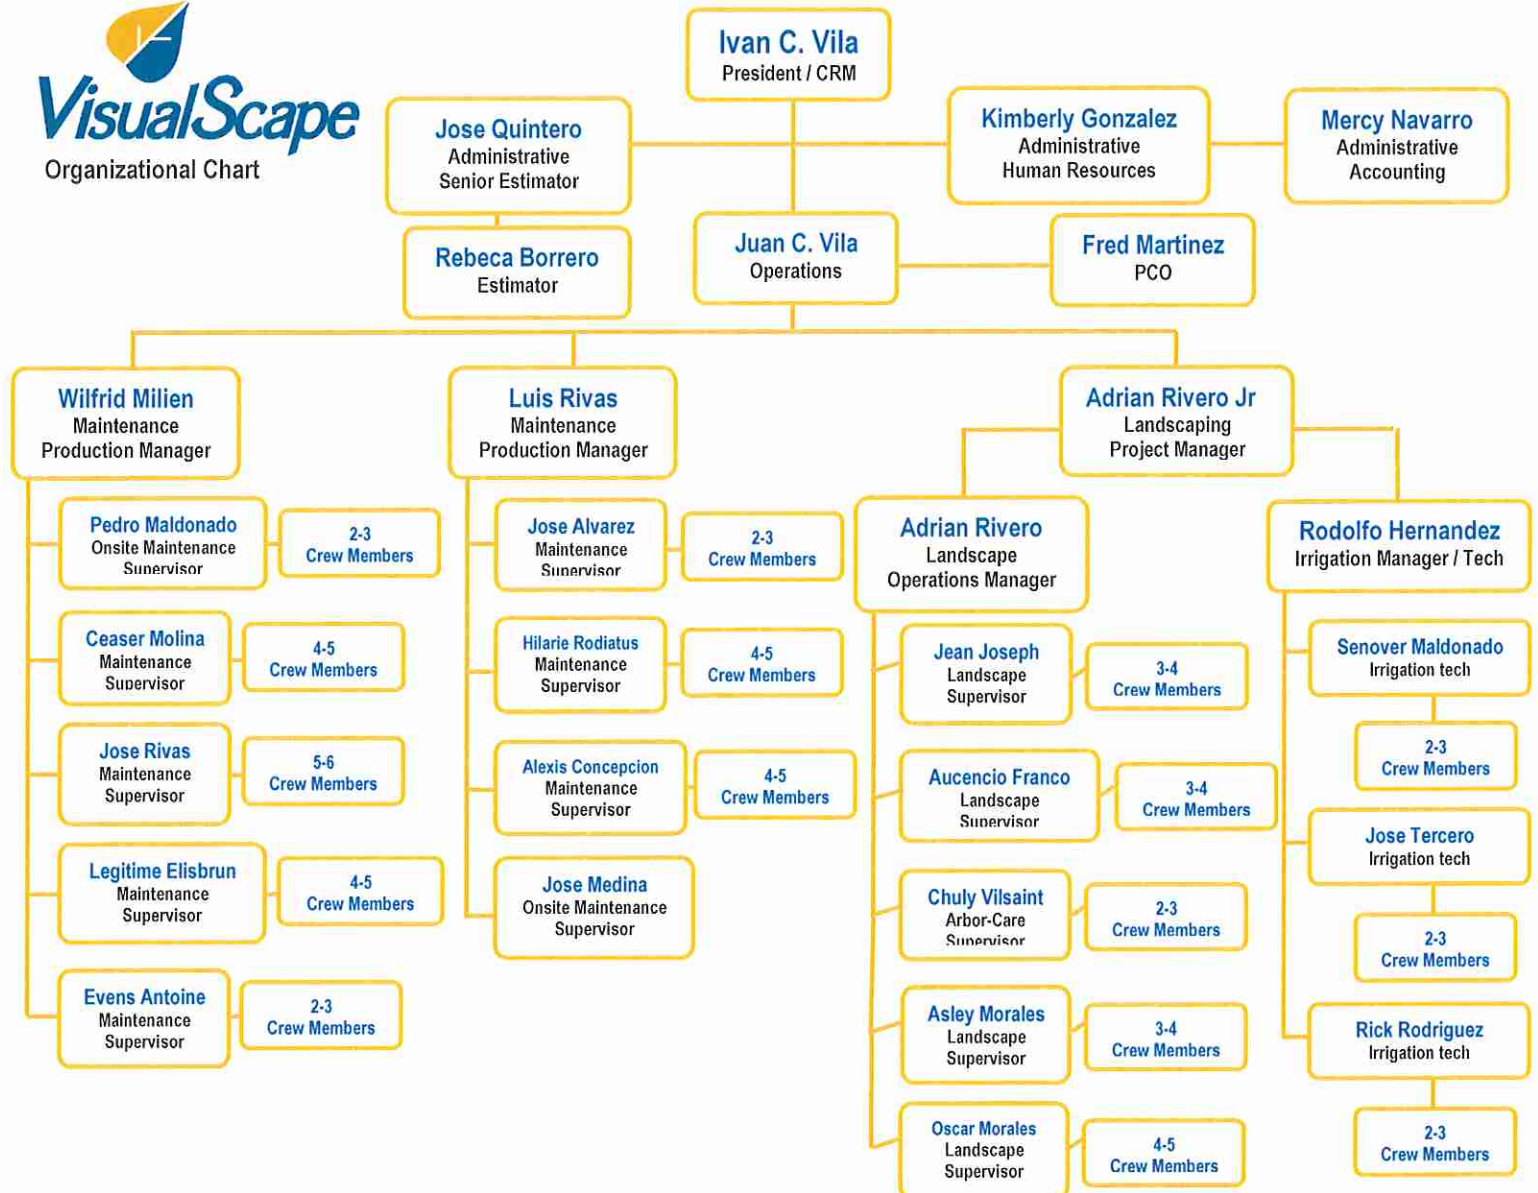 VisualScape
Organizational Chart
Ivan C. Vila
President / CRM
Jose Quintero
Administrative
Senior Estimator
Kimberly Gonzalez
Administrative
Human Resources
Mercy Navarro
Administrative
Accounting
Rebeca Borrero
Estimator
Juan C. Vila
Operations
Fred Martinez
PCO
Wilfrid Milien
Maintenance
Production Manager
Pedro Maldonado
Onsite Maintenance
Supervisor
2-3
Crew Members
Ceaser Molina
Maintenance
Supervisor
4-5
Crew Members
Jose Rivas
Maintenance
Supervisor
5-6
Crew Members
Legitime Elisbrun
Maintenance
Supervisor
4-5
Crew Members
Evens Antoine
Maintenance
Supervisor
2-3
Crew Members
Luis Rivas
Maintenance
Production Manager
Jose Alvarez
Maintenance
Supervisor
2-3
Crew Members
Hilarie Rodiatus
Maintenance
Supervisor
4-5
Crew Members
Alexis Concepcion
Maintenance
Supervisor
4-5
Crew Members
Jose Medina
Onsite Maintenance
Supervisor
Adrian Rivero Jr
Landscaping
Project Manager
Adrian Rivero
Landscape
Operations Manager
Jean Joseph
Landscape
Supervisor
3-4
Crew Members
Aucencio Franco
Landscape
Supervisor
3-4
Crew Members
Chuly Vilsaint
Arbor-Care
Supervisor
2-3
Crew Members
Asley Morales
Landscape
Supervisor
3-4
Crew Members
Oscar Morales
Landscape
Supervisor
4-5
Crew Members
Rodolfo Hernandez
Irrigation Manager / Tech
Senover Maldonado
Irrigation tech
2-3
Crew Members
Jose Tercero
Irrigation tech
2-3
Crew Members
Rick Rodriguez
Irrigation tech
2-3
Crew Members